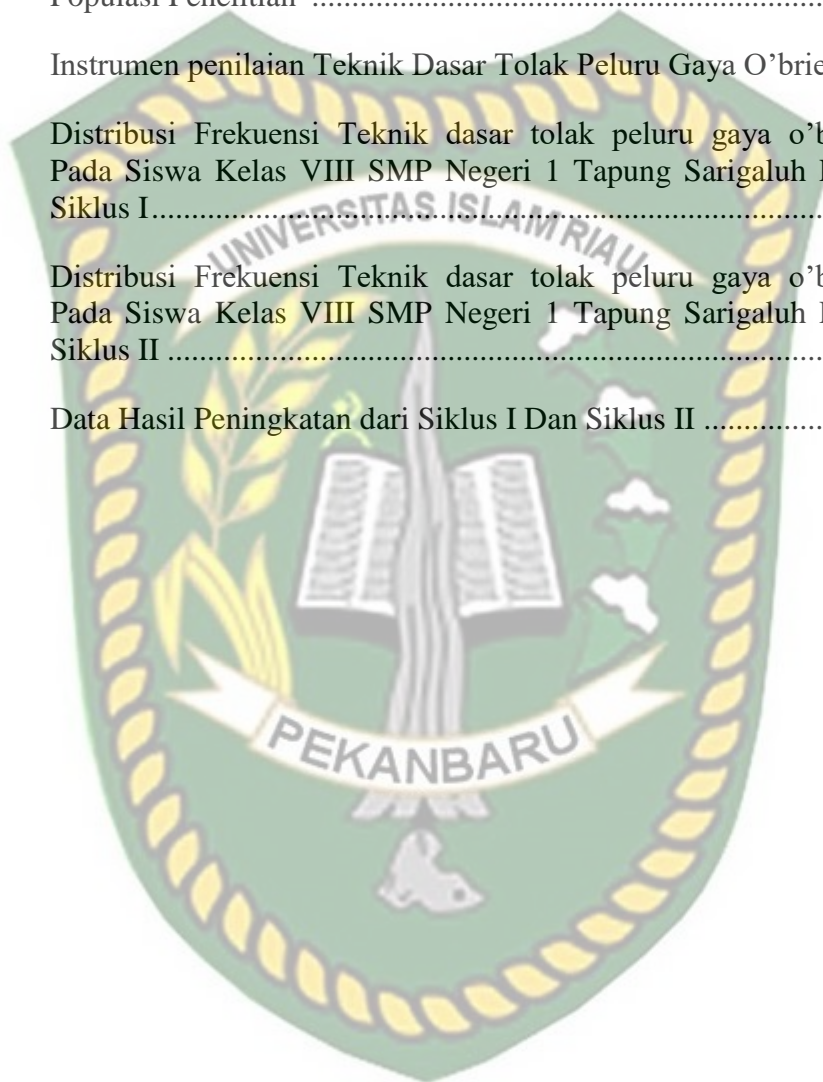 Populasi Penelitian ..........................................................
Instrumen penilaian Teknik Dasar Tolak Peluru Gaya O’brie
Distribusi Frekuensi Teknik dasar tolak peluru gaya o’b
Pada Siswa Kelas VIII SMP Negeri 1 Tapung Sarigaluh
Siklus I..........................................................................
Distribusi Frekuensi Teknik dasar tolak peluru gaya o’b
Pada Siswa Kelas VIII SMP Negeri 1 Tapung Sarigaluh
Siklus II ........................................................................
Data Hasil Peningkatan dari Siklus I Dan Siklus II .............
UNIVERSITAS ISLAM RIAU
PEKANBARU